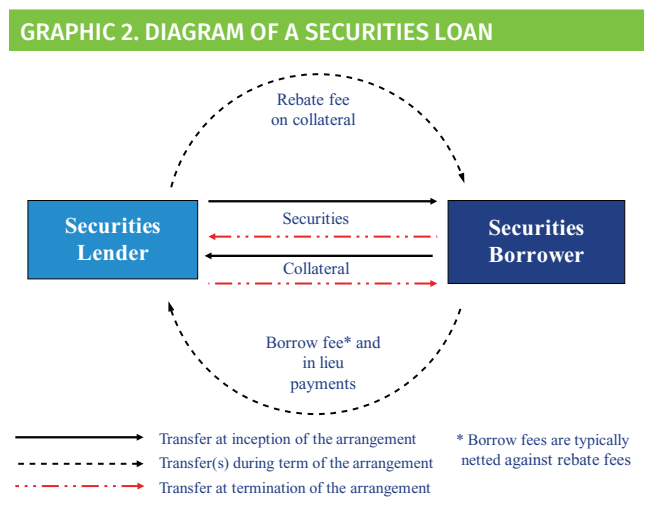 GRAPHIC 2. DIAGRAM OF A SECURITIES LOAN
Rebate fee
on collateral
Securities
Lender
Securities
Collateral
Securities
Borrower
Borrow fee* and
in lieu
payments
Transfer at inception of the arrangement
Transfer(s) during term of the arrangement
Transfer at termination of the arrangement
* Borrow fees are typically
netted against rebate fees